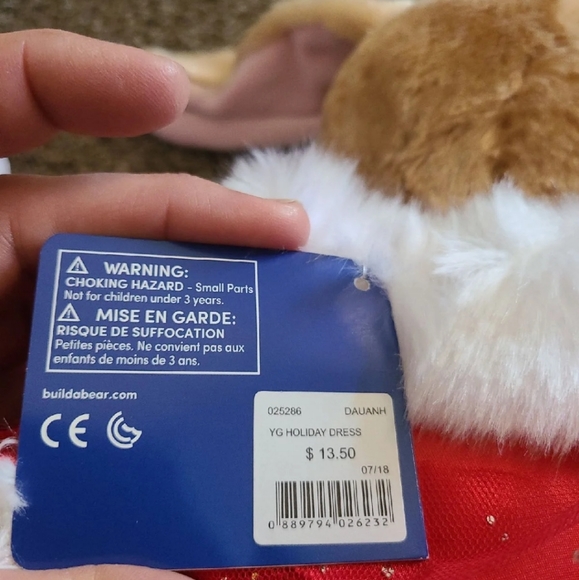 WARNING:
CHOKING HAZARD - Small Parts
Not for children under 3 years.
MISE EN GARDE:
RISQUE DE SUFFOCATION
Petites pièces. Ne convient pas aux
enfants de moins de 3 ans.
buildabear.com
CE
025286 DAUANH
YG HOLIDAY DRESS
$ 13.50
07/18
0 889794 026232